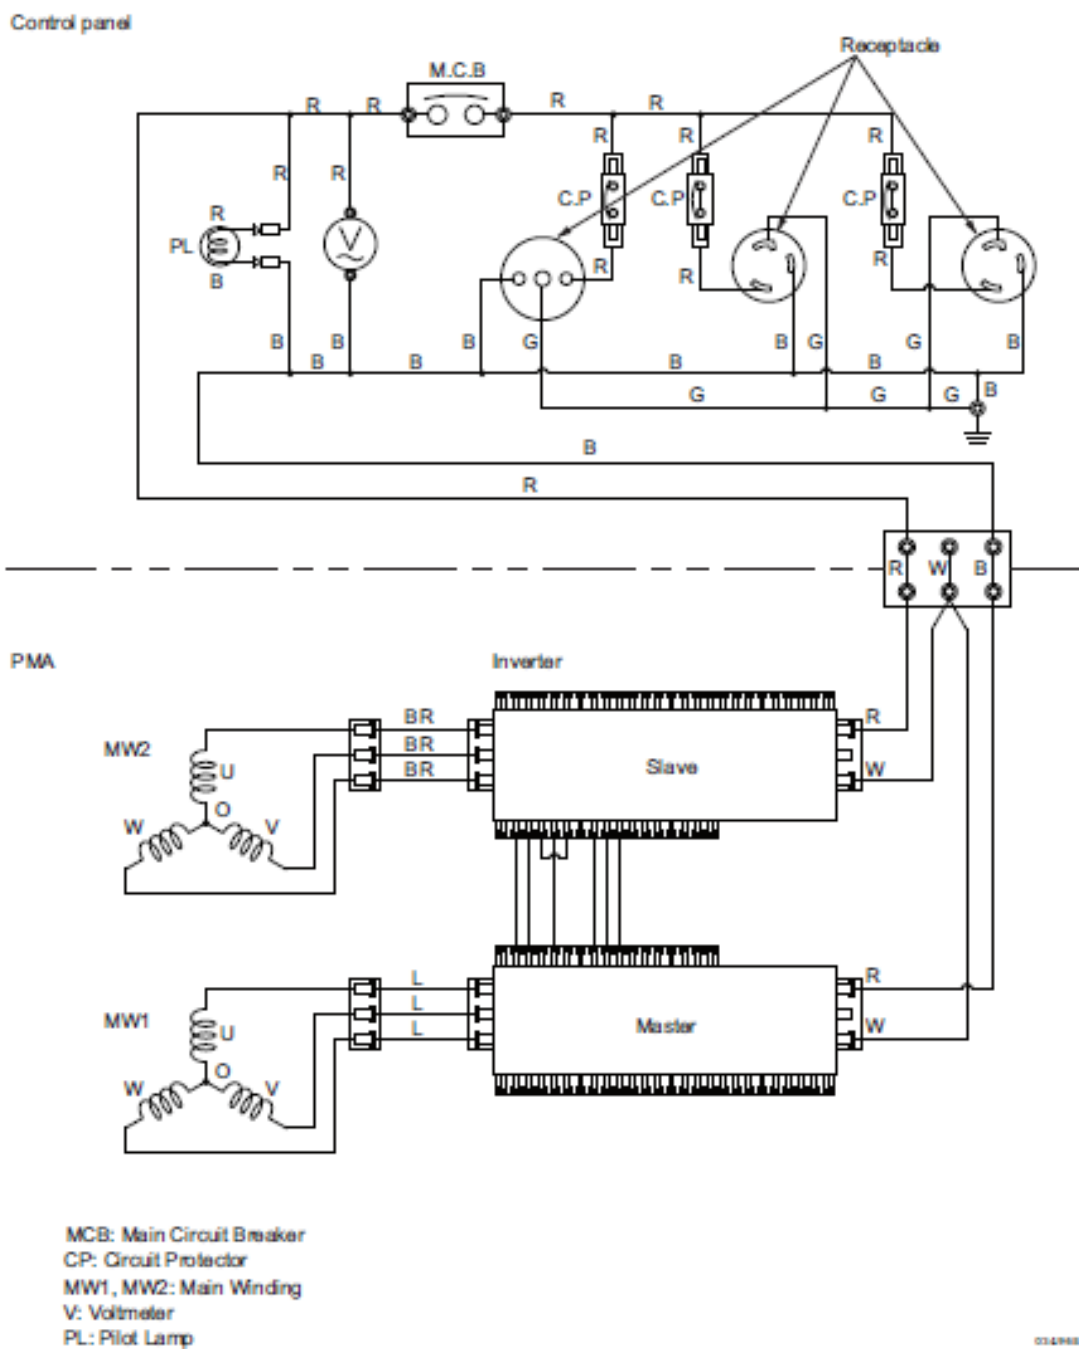 Control panel
Receptacle
M.C.B
R R R R
R R R
R R
C.P C.P C.P
R
PL V
B
R R R
B B B G B G G B
B B B B
G G G B
B
R
R W B
PMA Inverter
BR R
MW2 BR
BR W
U Slave
O
W V
L R
MW1 L
L W
U Master
O
W V
MCB: Main Circuit Breaker
CP: Circuit Protector
MW1, MW2: Main Winding
V: Voltmeter
PL: Pilot Lamp